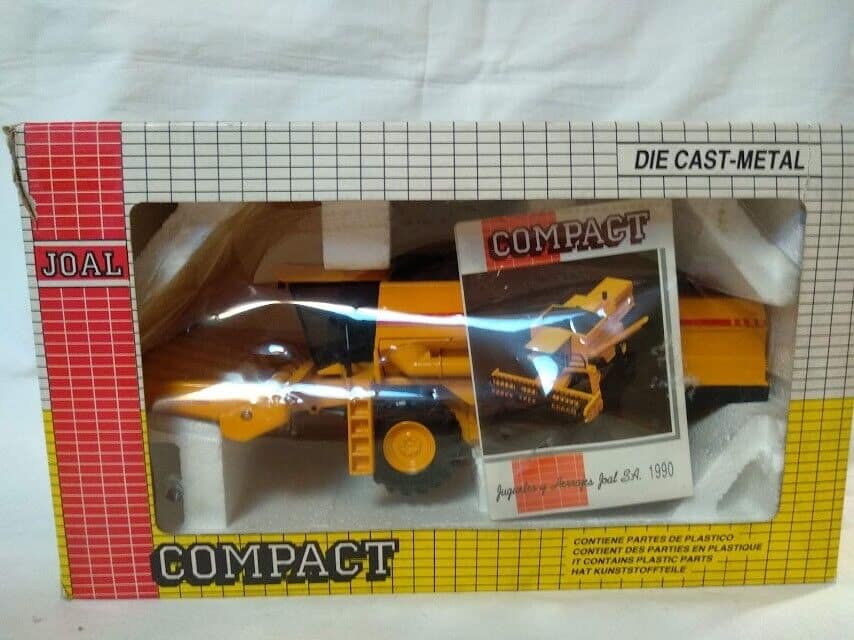 DIE CAST-METAL
JOAL
COMPACT
Juguetes y Herrajes Joal S.A. 1990
COMPACT
CONTIENE PARTES DE PLASTICO
CONTIENT DES PARTIES EN PLASTIQUE
IT CONTAINS PLASTIC PARTS ...
HAT KUNSTSTOFFTEILE ...